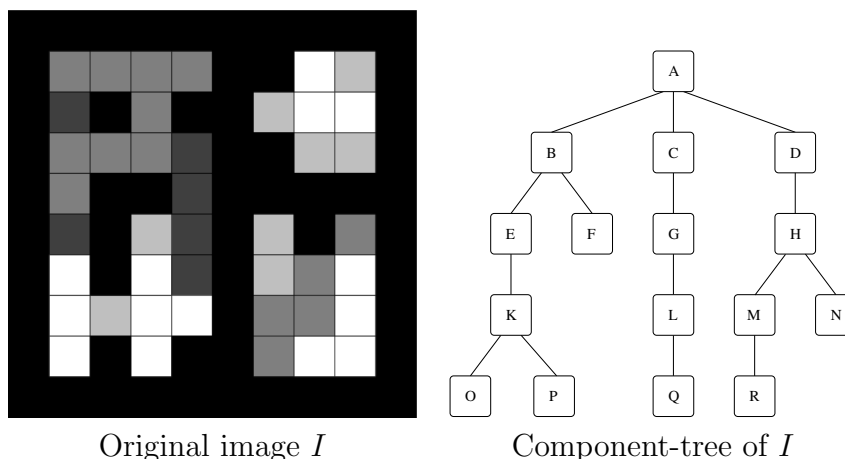 A
B C D
E F G H
K L M N
O P Q R
Original image I
Component-tree of I